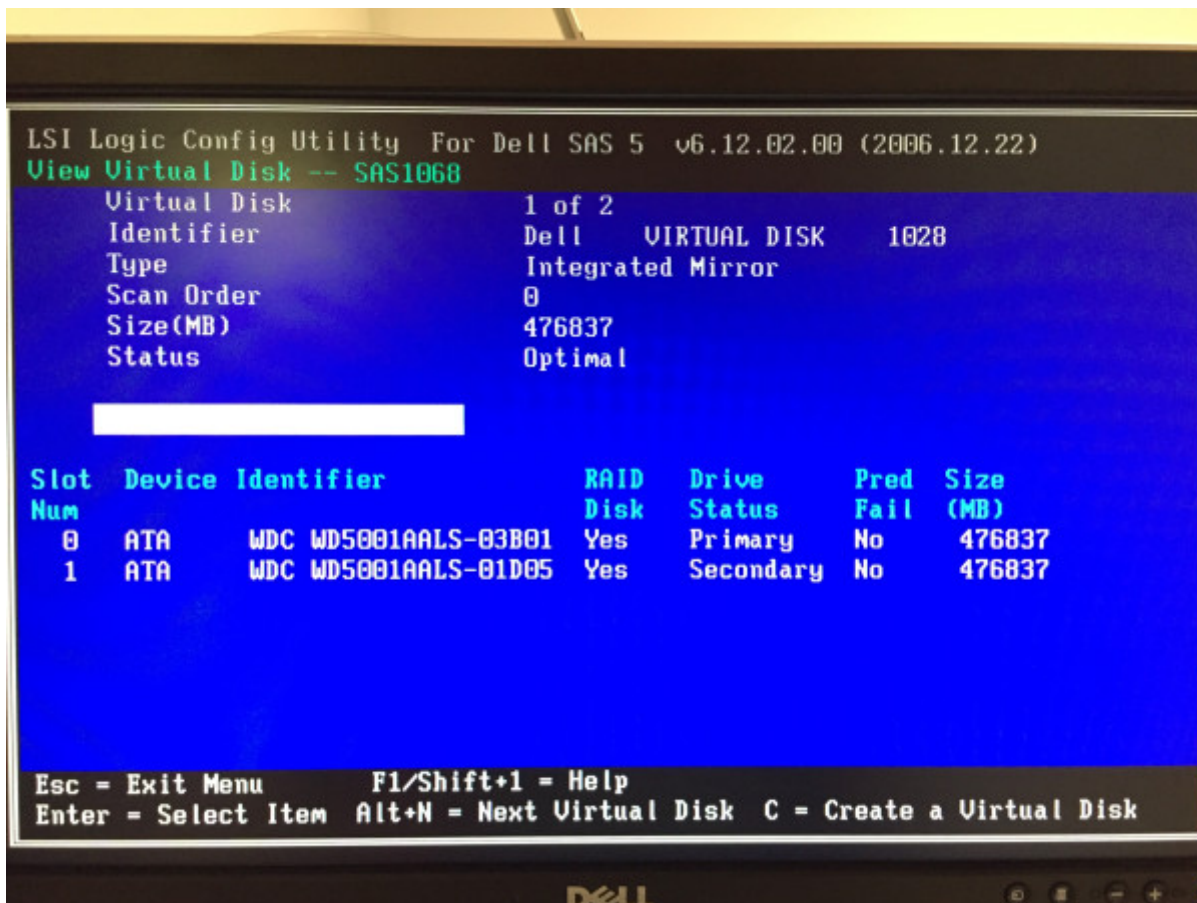 LSI Logic Config Utility For Dell SAS 5 v6.12.02.00 (2006.12.22)
View Virtual Disk -- SAS1068
Virtual Disk 1 of 2
Identifier Dell VIRTUAL DISK 1028
Type Integrated Mirror
Scan Order 0
Size(MB) 476837
Status Optimal
Slot Device Identifier RAID Drive Pred Size
Num Disk Status Fail (MB)
0 ATA WDC WD5001AALS-03B01 Yes Primary No 476837
1 ATA WDC WD5001AALS-01D05 Yes Secondary No 476837
Esc = Exit Menu F1/Shift+1 = Help
Enter = Select Item Alt+N = Next Virtual Disk C = Create a Virtual Disk
DELL